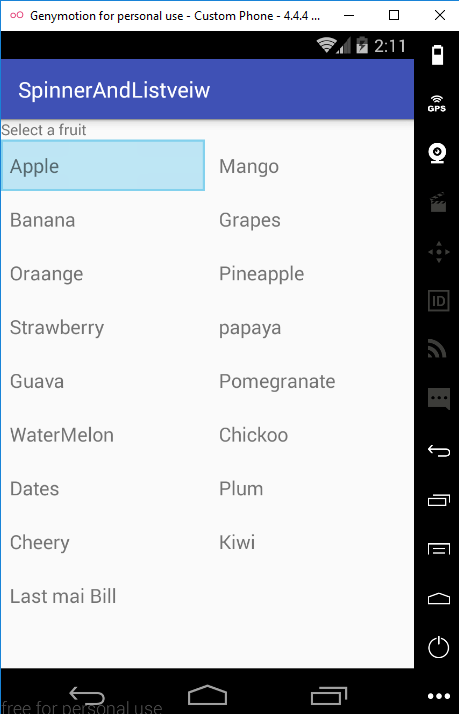 Genymotion for personal use - Custom Phone - 4.4.4 ...
2:11
SpinnerAndListveiw
GPS
Select a fruit
Apple Mango
Banana Grapes
Oraange Pineapple
ID
Strawberry papaya
Guava Pomegranate
WaterMelon Chickoo
Dates Plum
Cheery Kiwi
Last mai Bill
free for personal use